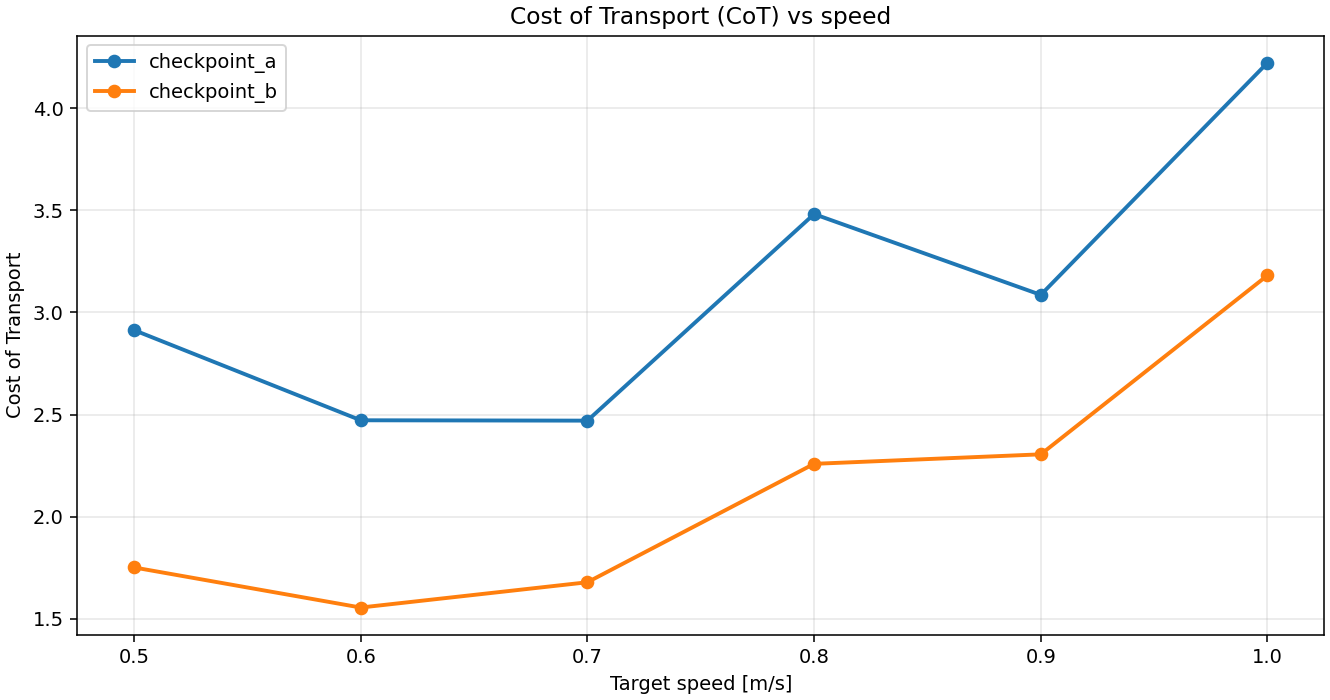 Cost of Transport (CoT) vs speed
checkpoint_a
checkpoint_b
Cost of Transport
4.0
3.5
3.0
2.5
2.0
1.5
0.5 0.6 0.7 0.8 0.9 1.0
Target speed [m/s]